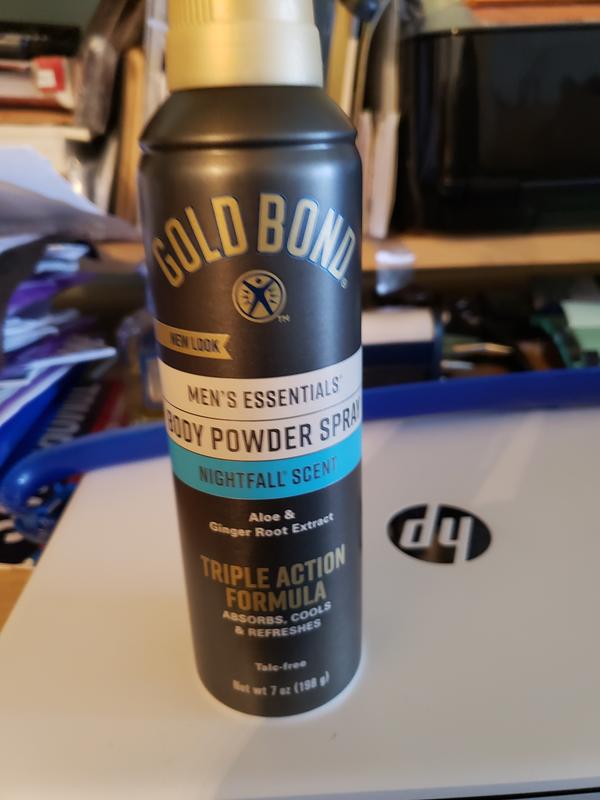 GOLD BOND®
TM
NEW LOOK
MEN'S ESSENTIALS®
BODY POWDER SPRAY
NIGHTFALL® SCENT
Aloe &
Ginger Root Extract
TRIPLE ACTION
FORMULA
ABSORBS, COOLS
& REFRESHES
Talc-free
Net wt 7 oz (198 g)
hp